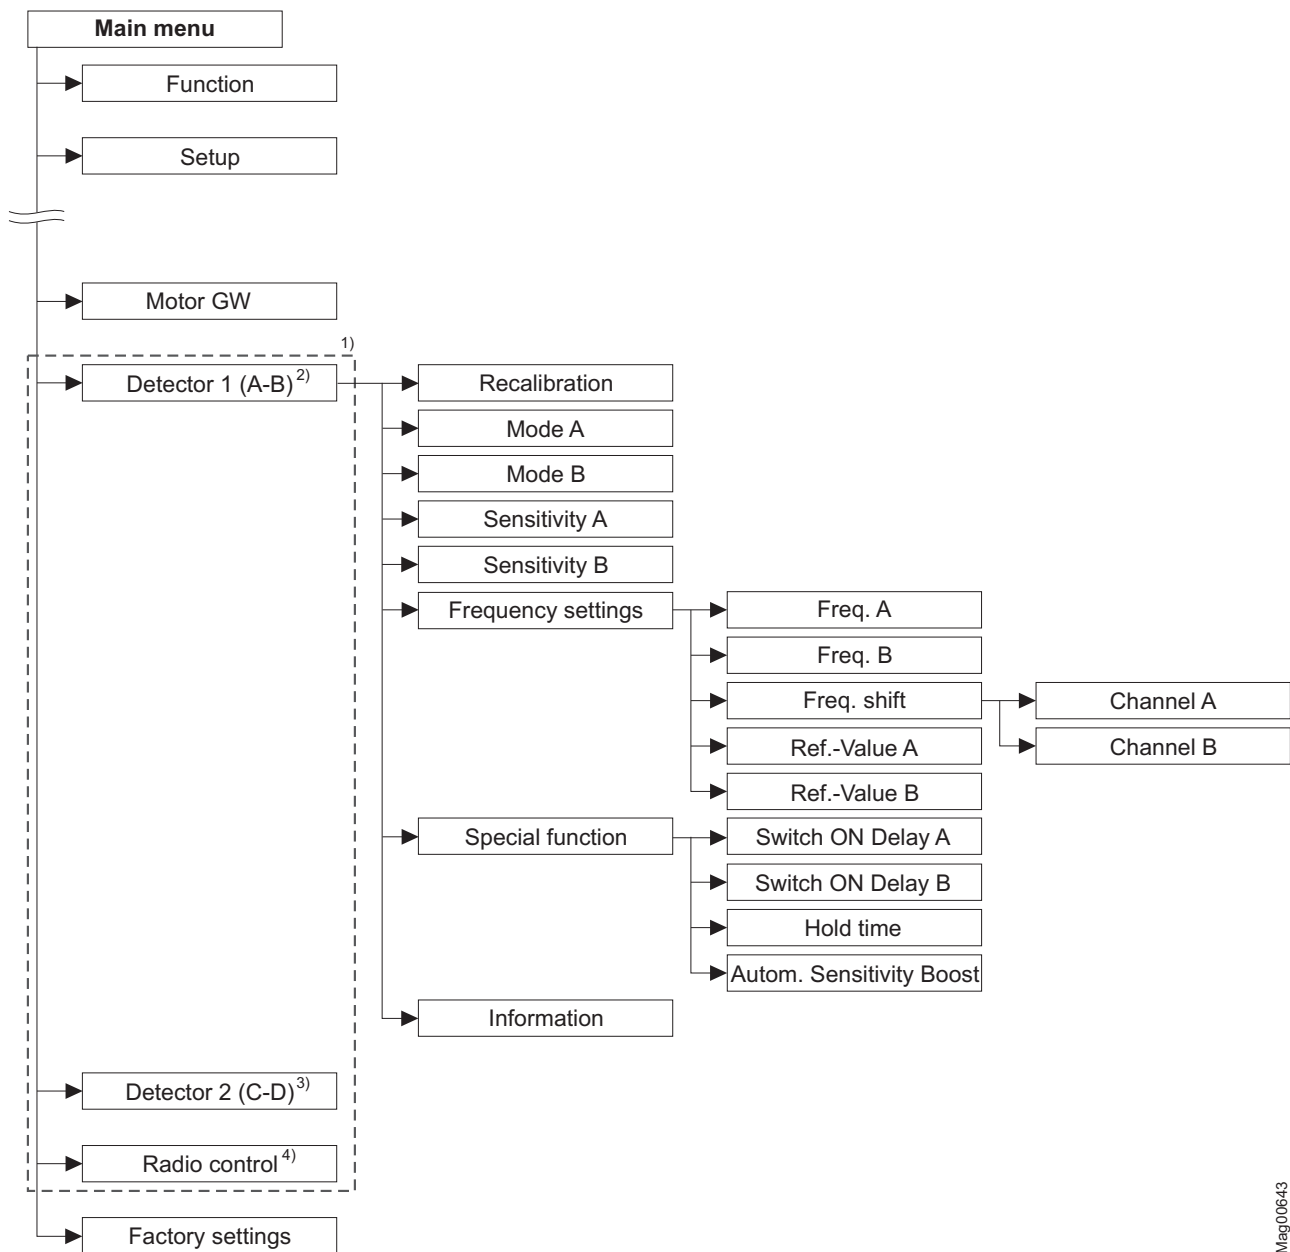 Main menu
Function
Setup
Motor GW
1)
Detector 1 (A-B) 2)
Recalibration
Mode A
Mode B
Sensitivity A
Sensitivity B
Frequency settings
Freq. A
Freq. B
Freq. shift
Channel A
Channel B
Ref.-Value A
Ref.-Value B
Special function
Switch ON Delay A
Switch ON Delay B
Hold time
Autom. Sensitivity Boost
Information
Detector 2 (C-D) 3)
Radio control 4)
Factory settings
Mag00643